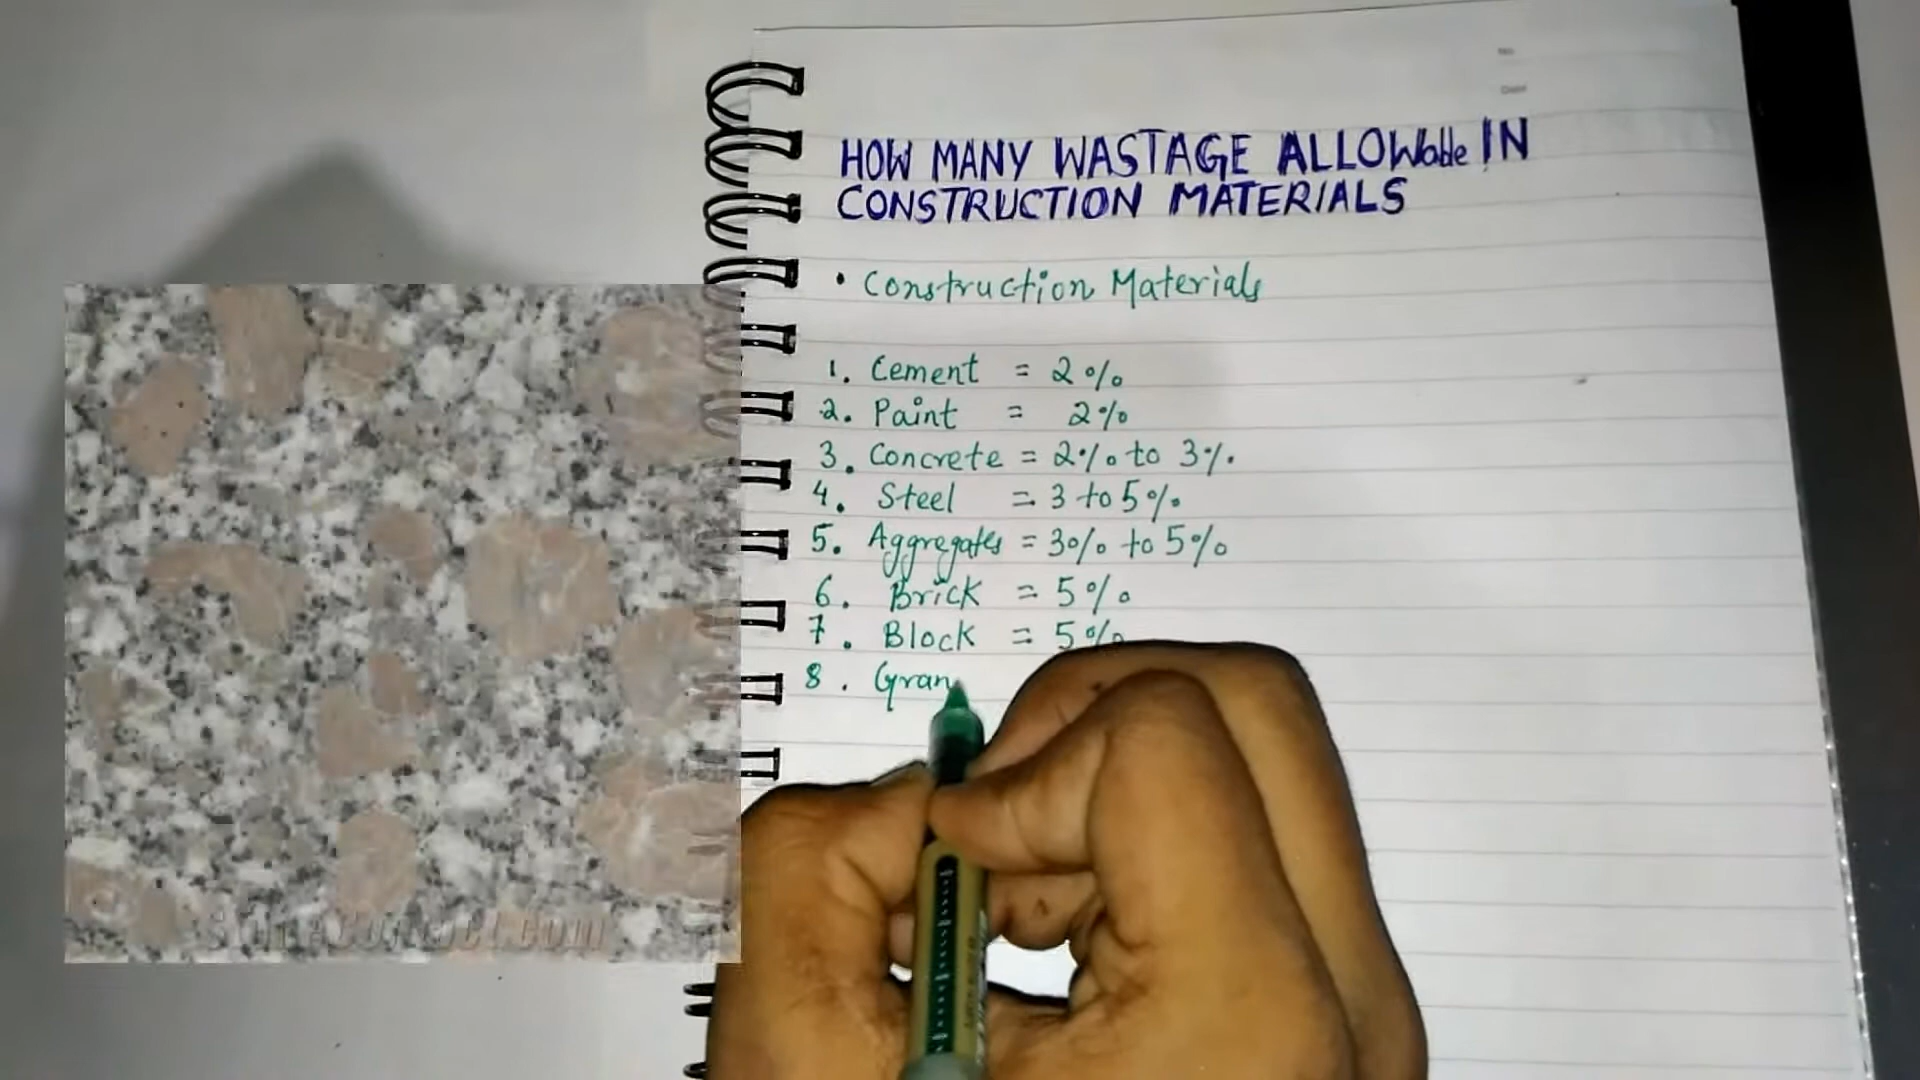 No.
Date
HOW MANY WASTAGE ALLOWable IN
CONSTRUCTION MATERIALS
• Construction Materials
1. Cement = 2%
2. Paint = 2%
3. Concrete = 2% to 3%.
4. Steel = 3 to 5%
5. Aggregates = 3% to 5%
6. Brick = 5%
7. Block = 5%
8. Gran